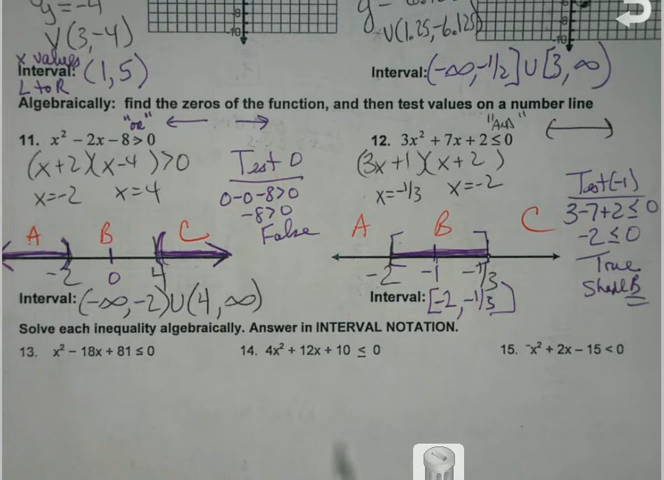 y=-4
V(3,-4)
V(1.25,-6.125)
x values
Interval: (1,5)
L to R
Interval: (-∞,-1/2] U [3,∞)
Algebraically: find the zeros of the function, and then test values on a number line
"or"
"And"
11. x² - 2x - 8 > 0
12. 3x² + 7x + 2 ≤ 0
(x+2)(x-4)>0
Test 0
(3x+1)(x+2)
x=-2 x=4
0-0-8>0
x=-1/3 x=-2
Test(-1)
-8>0
3-7+2≤0
False
-2≤0
A B C
A B C
True
-2 0 4
-2 -1 -1/3
Shade B
Interval: (-∞,-2)U(4,∞)
Interval: [-2,-1/3]
Solve each inequality algebraically. Answer in INTERVAL NOTATION.
13. x² - 18x + 81 ≤ 0 14. 4x² + 12x + 10 ≤ 0 15. -x² + 2x - 15 < 0